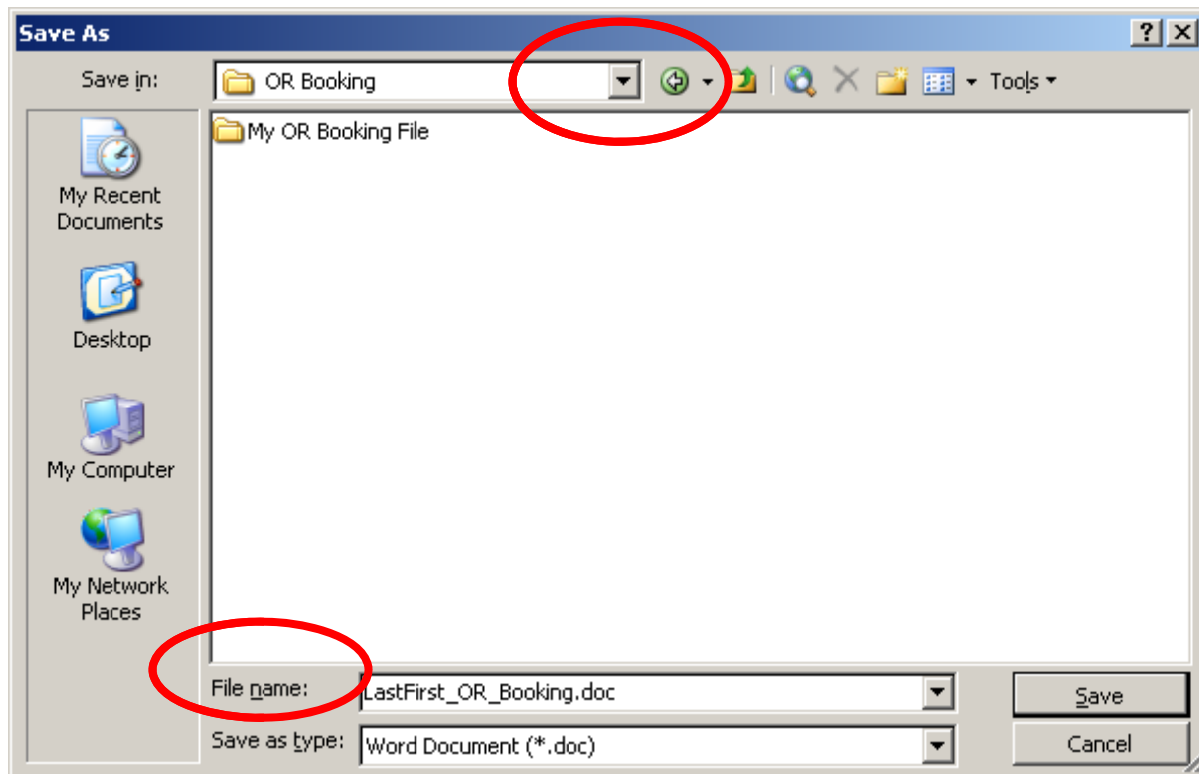 Save As
Save in:
OR Booking
Tools
My OR Booking File
My Recent
Documents
Desktop
My Computer
My Network
Places
File name:
LastFirst_OR_Booking.doc
Save
Save as type:
Word Document (*.doc)
Cancel